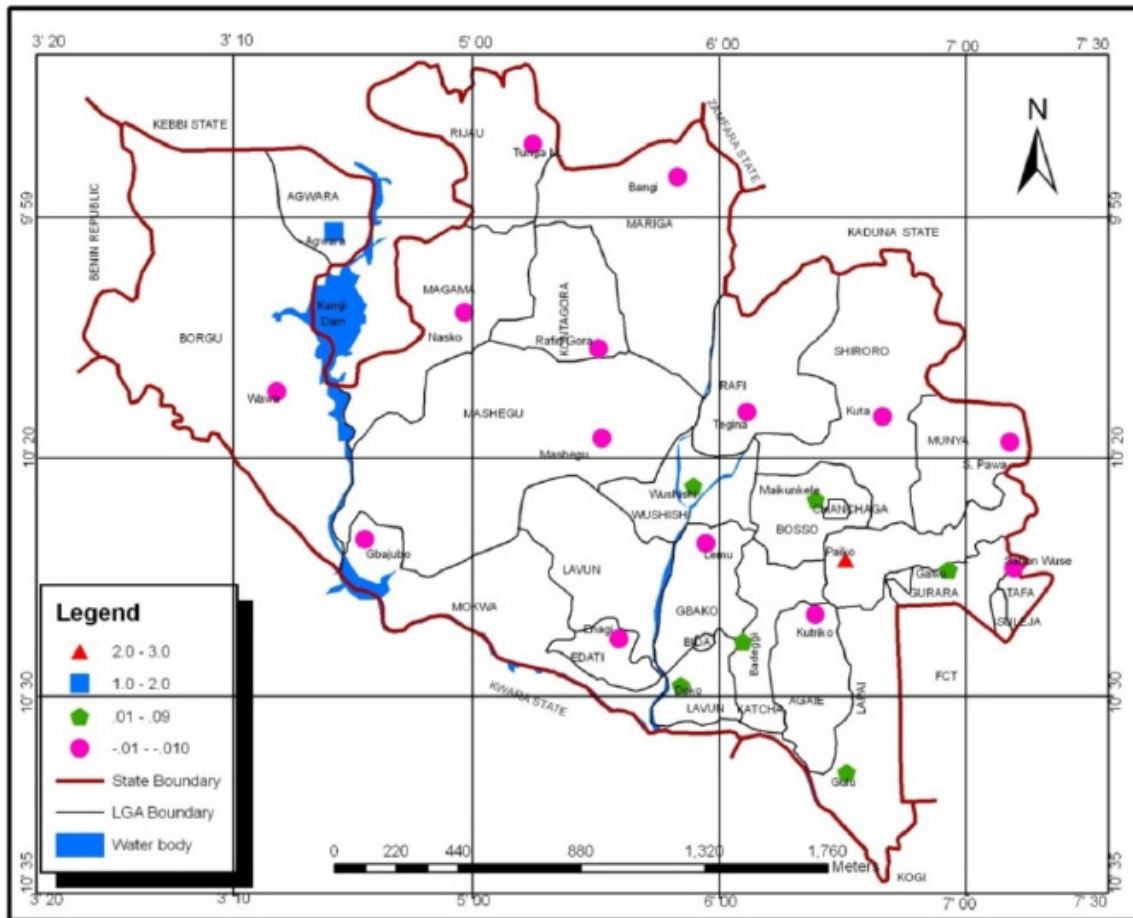 3' 20
3' 10
5' 00
6' 00
7' 00
7' 30
N
KEBBI STATE
RIJAU
ZAMFARA STATE
Bangi
AGWARA
MARIGA
9' 59
9' 59
KADUNA STATE
Agwara
BENIN REPUBLIC
MAGAMA
Kainji
Dam
KONTAGORA
BORGU
Nasko
Rafin Gora
SHIRORO
RAFI
Wawa
MASHEGU
Tegina
Kuta
MUNYA
Mashegu
10' 20
10' 20
S. Pawa
Wushishi
Maikunkele
CHANCHAGA
WUSHISHI
BOSSO
Gbajubo
Lemu
Paiko
Sabun Wuse
LAVUN
Gawu
GURARA
TAFA
MOKWA
GBAKO
SULEJA
Enagi
BIDA
Badeggi
Kutriko
EDATI
FCT
Doko
KWARA STATE
LAVUN
KATCHA
AGAIE
LAPAI
10' 30
10' 30
Gulu
Legend
2.0 - 3.0
1.0 - 2.0
.01 - .09
-.01 - -.010
State Boundary
LGA Boundary
Water body
0 220 440 880 1,320 1,760
Meters
KOGI
10' 35
10' 35
3' 20
3' 10
5' 00
6' 00
7' 00
7' 30